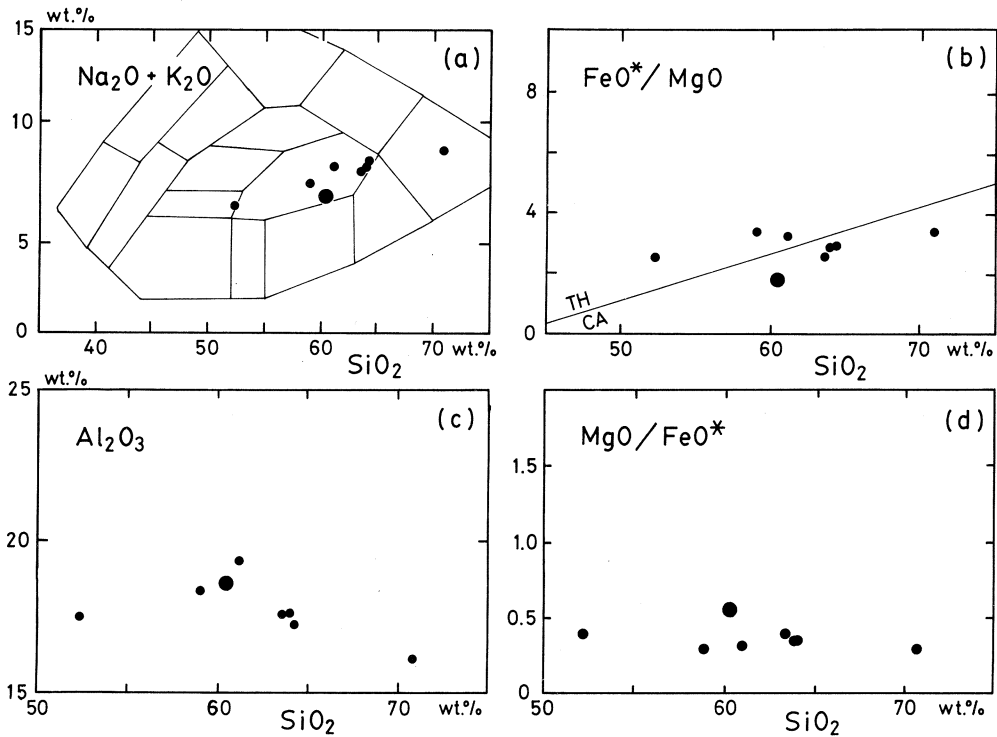 wt.%
15
10
5
0
(a)
Na₂O + K₂O
40 50 60 70 wt.%
SiO₂
(b)
FeO*/MgO
8
4
0
TH
CA
50 60 70 wt.%
SiO₂
wt.%
25
20
15
(c)
Al₂O₃
50 60 70 wt.%
SiO₂
(d)
MgO/FeO*
1.5
1.0
0.5
0
50 60 70 wt.%
SiO₂